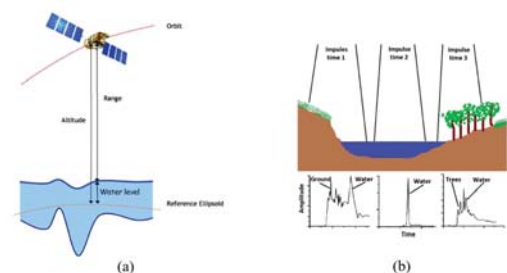 Orbit
Range
Altitude
Water level
Reference Ellipsoid
(a)
Impules
time 1
Impulse
time 2
Impulse
time 3
Ground
Water
Water
Trees
Water
Amplitude
Time
(b)